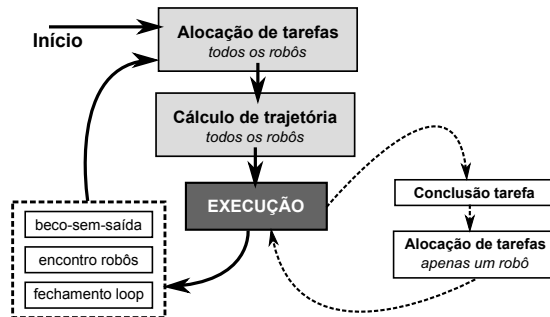 Início
Alocação de tarefas
todos os robôs
Cálculo de trajetória
todos os robôs
EXECUÇÃO
Conclusão tarefa
Alocação de tarefas
apenas um robô
beco-sem-saída
encontro robôs
fechamento loop